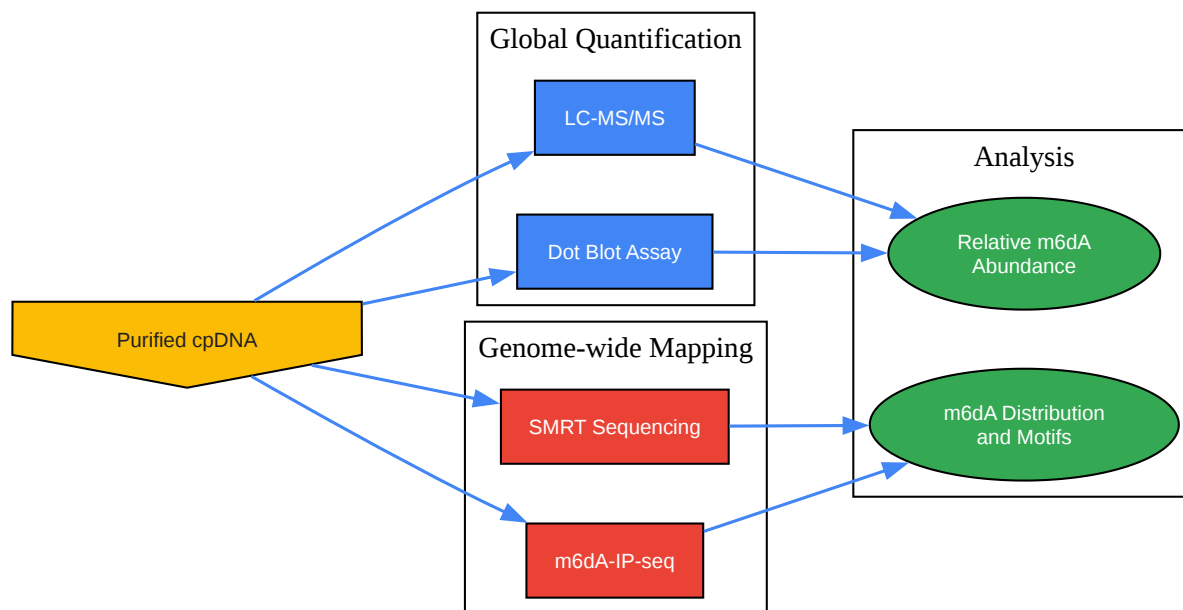 Global Quantification
LC-MS/MS
Dot Blot Assay
Purified cpDNA
Genome-wide Mapping
SMRT Sequencing
m6dA-IP-seq
Analysis
Relative m6dA
Abundance
m6dA Distribution
and Motifs